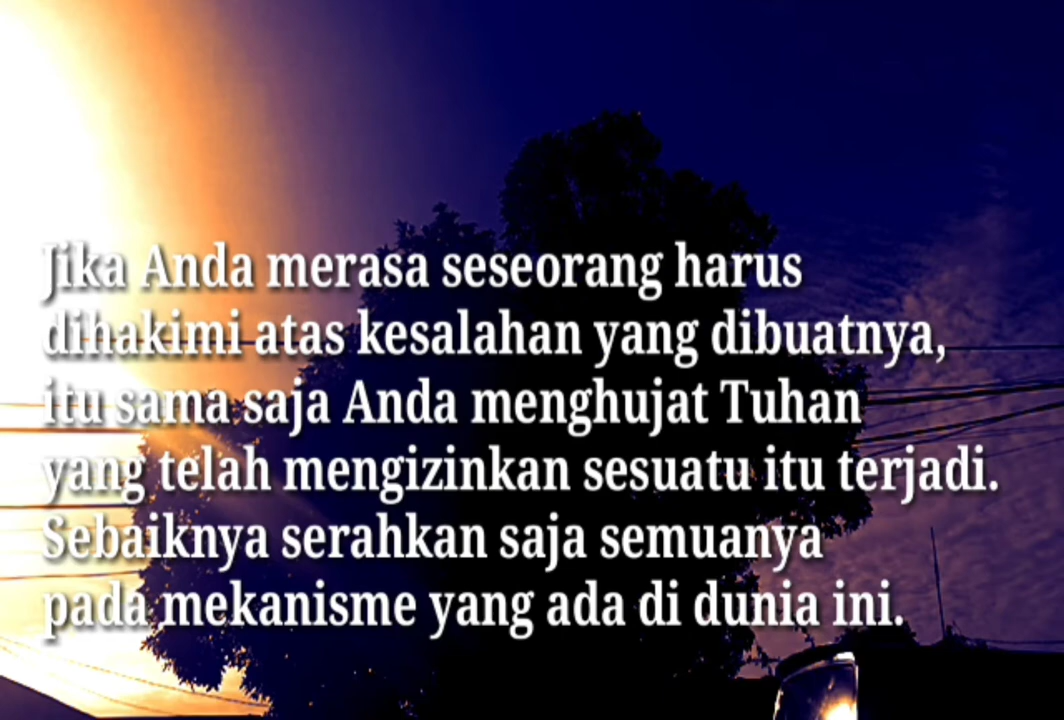 Jika Anda merasa seseorang harus
dihakimi atas kesalahan yang dibuatnya,
itu sama saja Anda menghujat Tuhan
yang telah mengizinkan sesuatu itu terjadi.
Sebaiknya serahkan saja semuanya
pada mekanisme yang ada di dunia ini.